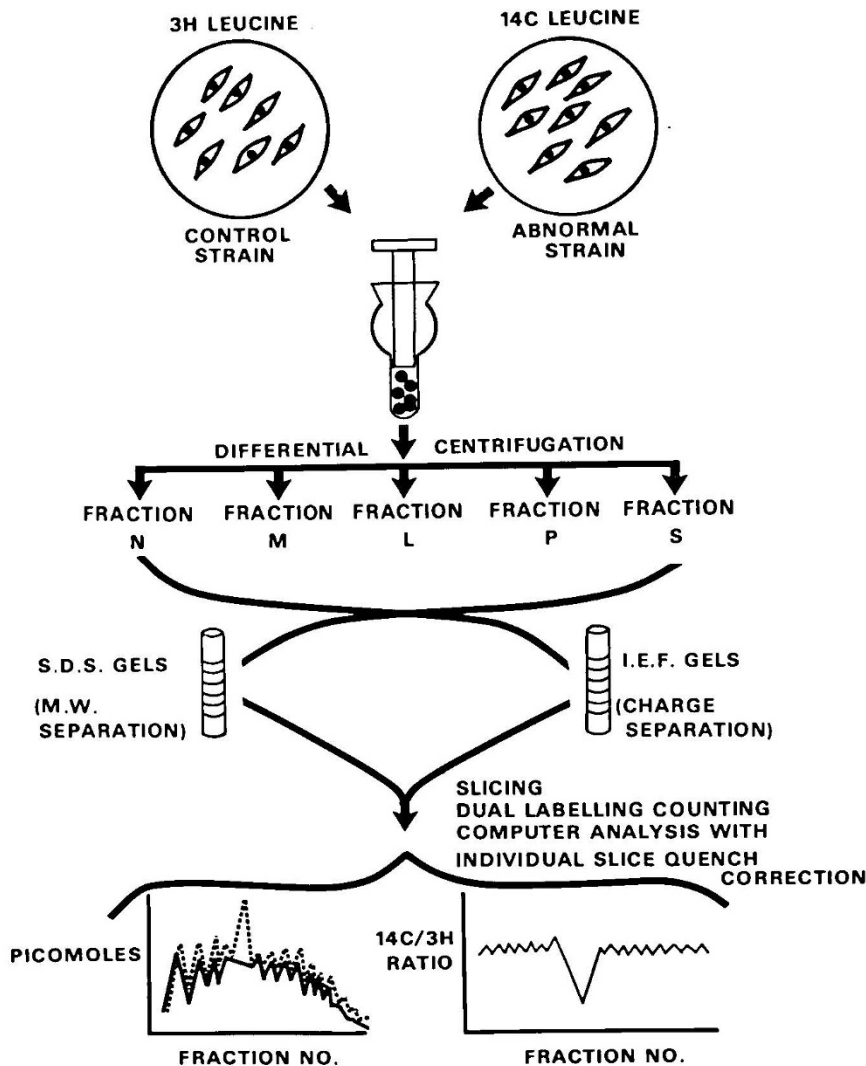 3H LEUCINE
14C LEUCINE
CONTROL
STRAIN
ABNORMAL
STRAIN
DIFFERENTIAL CENTRIFUGATION
FRACTION
N
FRACTION
M
FRACTION
L
FRACTION
P
FRACTION
S
S.D.S. GELS
(M.W.
SEPARATION)
I.E.F. GELS
(CHARGE
SEPARATION)
SLICING
DUAL LABELLING COUNTING
COMPUTER ANALYSIS WITH
INDIVIDUAL SLICE QUENCH
CORRECTION
PICOMOLES
FRACTION NO.
14C/3H
RATIO
FRACTION NO.